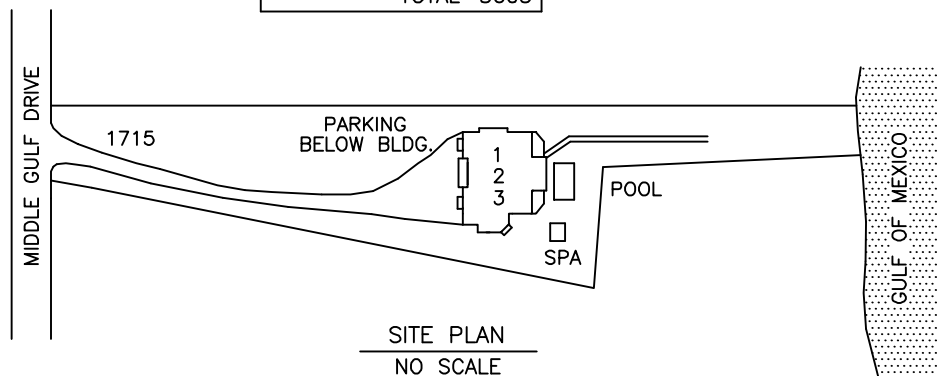 MIDDLE GULF DRIVE
1715
PARKING
BELOW BLDG.
1
2
3
POOL
SPA
GULF OF MEXICO
SITE PLAN
NO SCALE